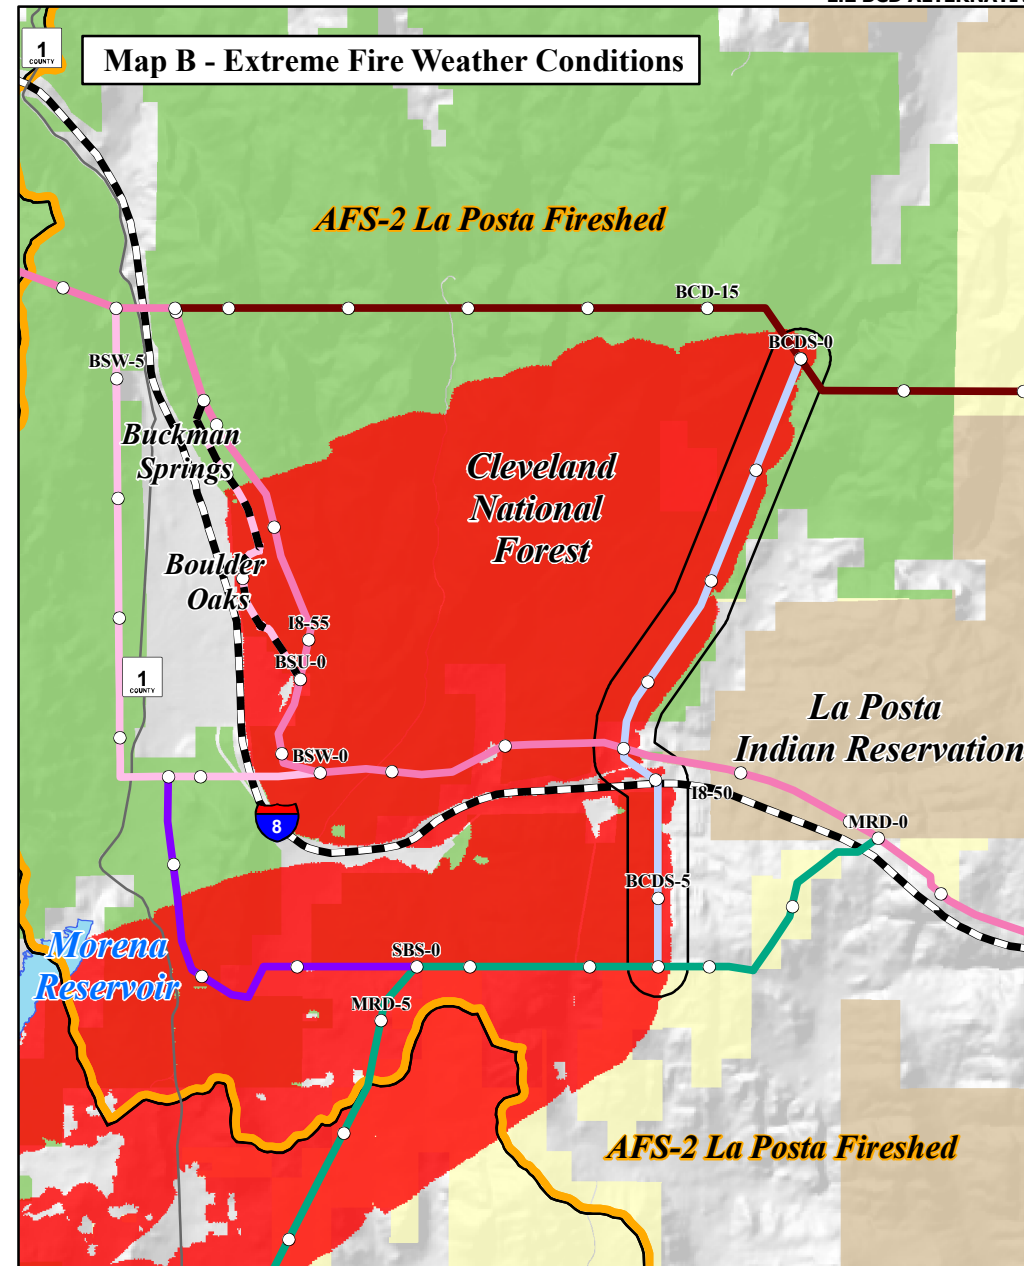 1
COUNTY
Map B - Extreme Fire Weather Conditions
AFS-2 La Posta Fireshed
BCD-15
BCDS-0
BSW-5
Buckman
Springs
Cleveland
National
Forest
Boulder
Oaks
I8-55
BSU-0
1
COUNTY
La Posta
Indian Reservation
BSW-0
I8-50
8
MRD-0
BCDS-5
Morena
Reservoir
SBS-0
MRD-5
AFS-2 La Posta Fireshed